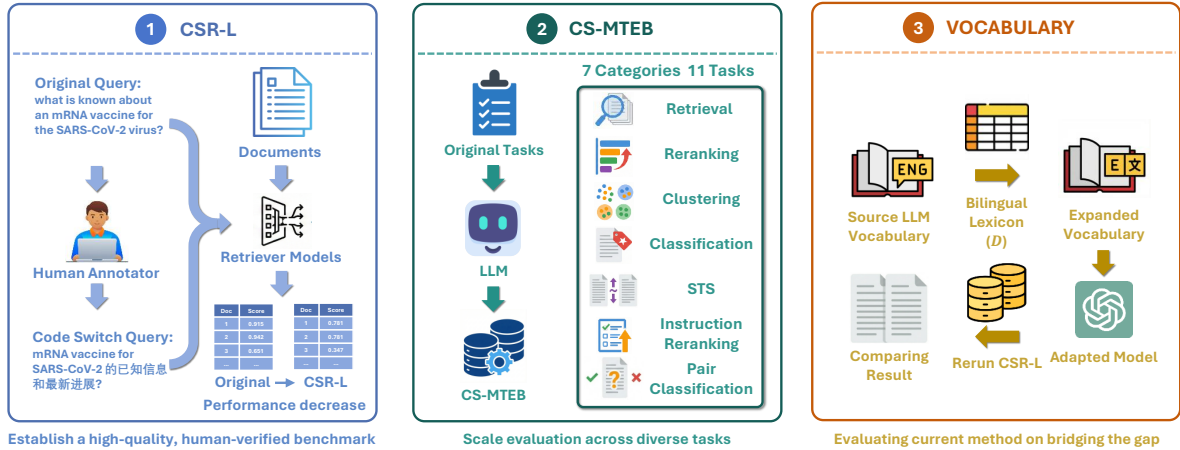 1 CSR-L
Original Query:
what is known about
an mRNA vaccine for
the SARS-CoV-2 virus?
Human Annotator
Code Switch Query:
mRNA vaccine for
SARS-CoV-2 的已知信息
和最新进展?
Documents
Retriever Models
Doc Score
1 0.915
2 0.942
3 0.851
... ...
Doc Score
1 0.781
2 0.781
3 0.347
... ...
Original → CSR-L
Performance decrease
Establish a high-quality, human-verified benchmark
2 CS-MTEB
Original Tasks
LLM
CS-MTEB
7 Categories 11 Tasks
Retrieval
Reranking
Clustering
Classification
STS
Instruction
Reranking
Pair
Classification
Scale evaluation across diverse tasks
3 VOCABULARY
ENG
Source LLM
Vocabulary
Bilingual
Lexicon
(D)
E 文
Expanded
Vocabulary
Adapted Model
Rerun CSR-L
Comparing
Result
Evaluating current method on bridging the gap